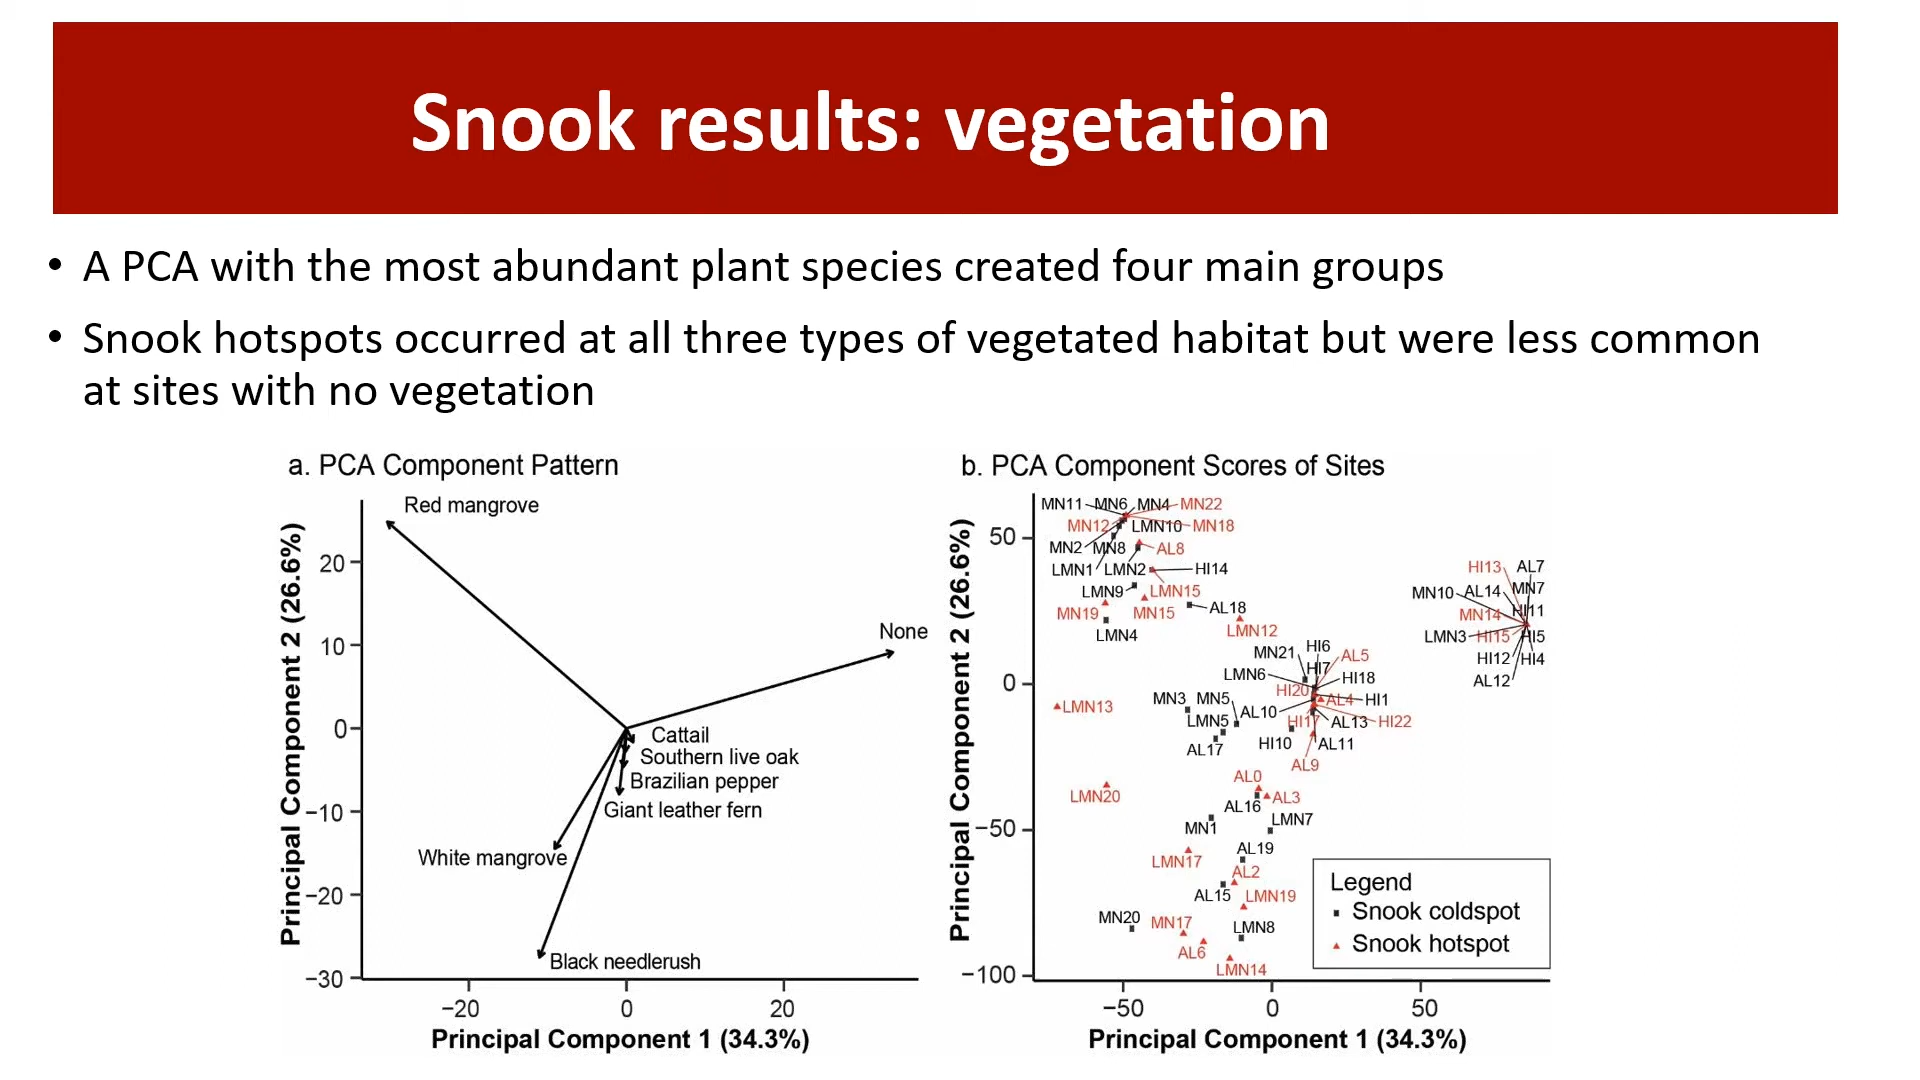 Snook results: vegetation
• A PCA with the most abundant plant species created four main groups
• Snook hotspots occurred at all three types of vegetated habitat but were less common
at sites with no vegetation
a. PCA Component Pattern
Red mangrove
None
Cattail
Southern live oak
Brazilian pepper
Giant leather fern
White mangrove
Black needlerush
20
10
0
−10
−20
−30
−20 0 20
Principal Component 2 (26.6%)
Principal Component 1 (34.3%)
b. PCA Component Scores of Sites
MN11 MN6 MN4 MN22
MN12 LMN10 MN18
MN2 MN8 AL8
LMN1 LMN2 HI14
LMN9 LMN15
MN19 MN15 AL18
LMN4 LMN12
HI13 AL7
MN10 AL14 MN7
MN14 HI11
LMN3 HI15 HI5
HI12 HI4
AL12
MN21 HI6 AL5
LMN6 HI7 HI18
HI20 AL4 HI1
LMN13 MN3 MN5 AL10
LMN5 HI17 AL13 HI22
AL17 HI10 AL11
AL9
LMN20 AL0 AL3
AL16
MN1 LMN7
LMN17 AL19
AL2
AL15 LMN19
MN20 MN17 LMN8
AL6
LMN14
50
0
−50
−100
−50 0 50
Principal Component 2 (26.6%)
Principal Component 1 (34.3%)
Legend
Snook coldspot
Snook hotspot